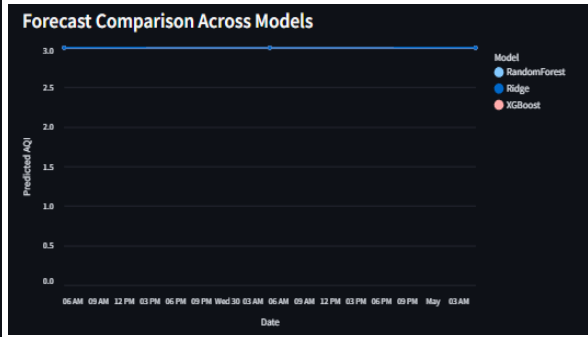 Forecast Comparison Across Models
3.0
2.5
2.0
1.5
1.0
0.5
0.0
Predicted AQI
06 AM 09 AM 12 PM 03 PM 06 PM 09 PM Wed 30 03 AM 06 AM 09 AM 12 PM 03 PM 06 PM 09 PM May 03 AM
Date
Model
RandomForest
Ridge
XGBoost